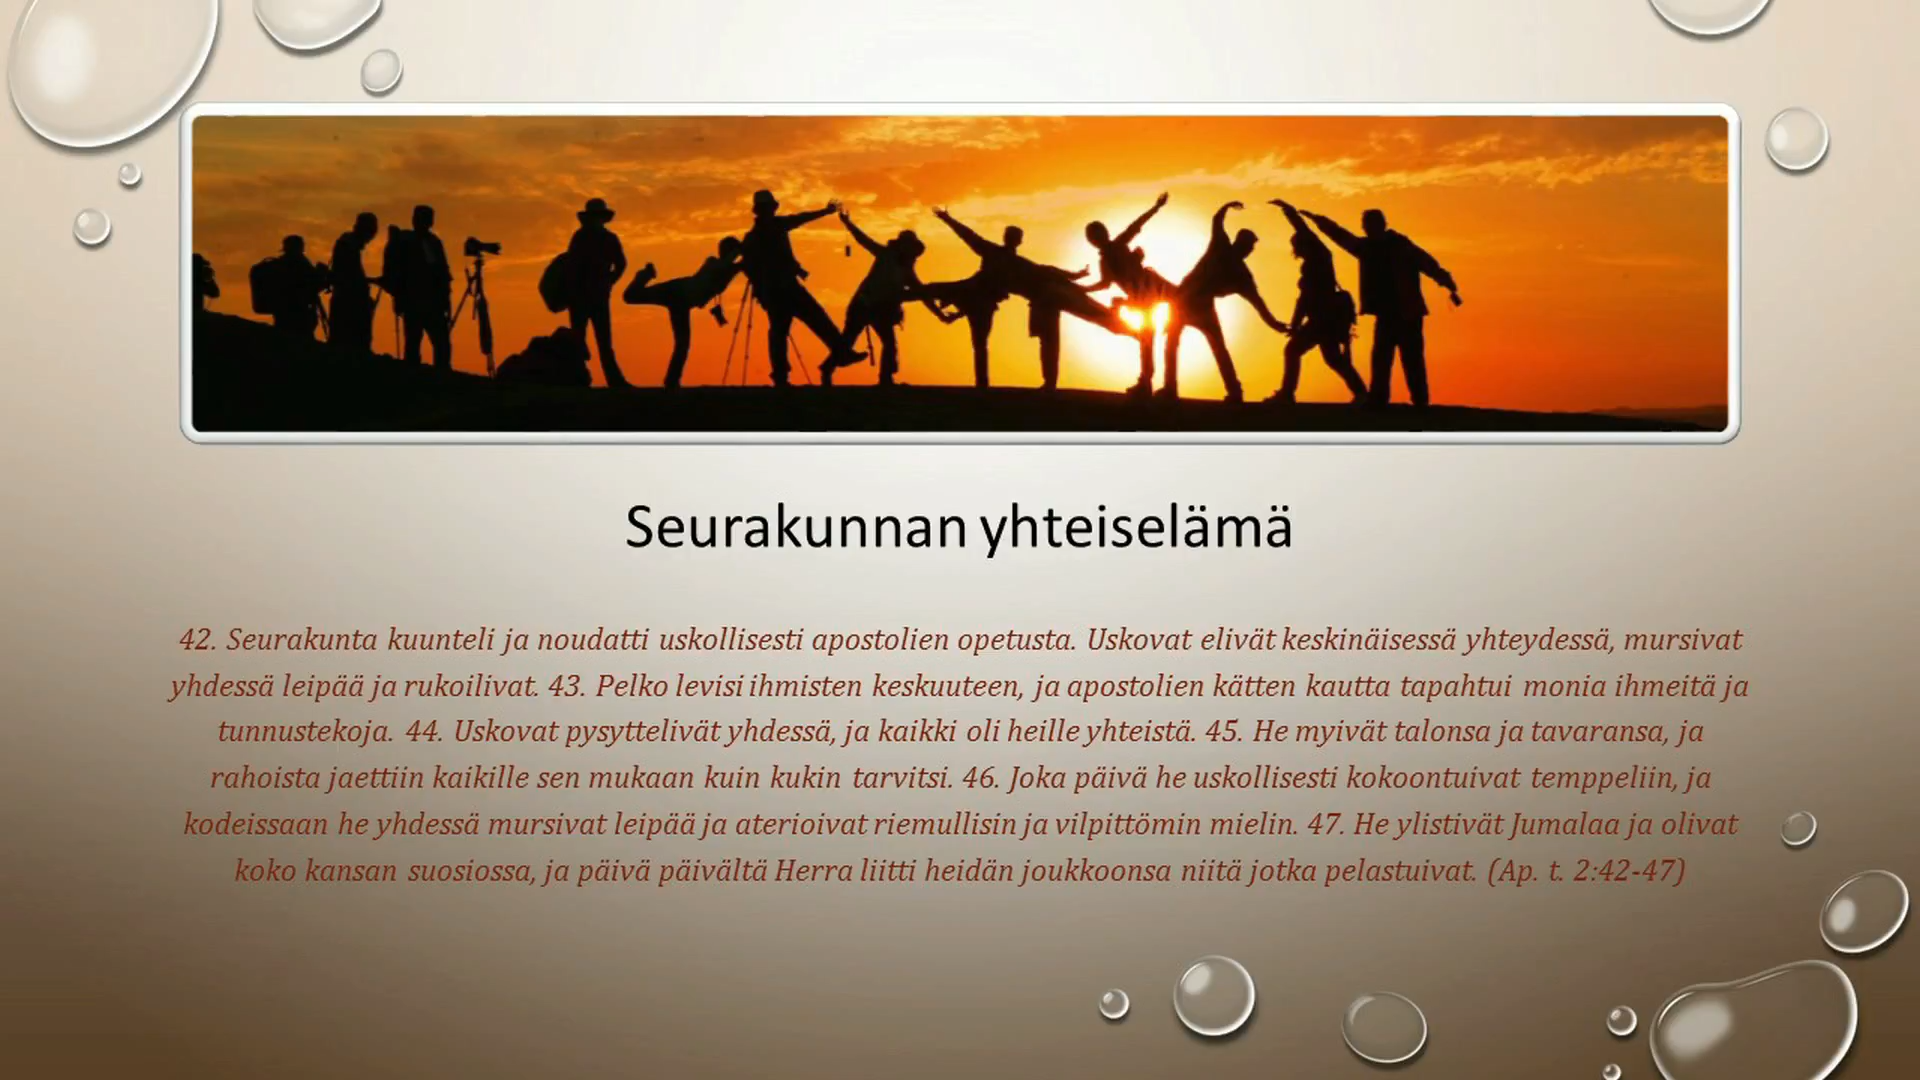 Seurakunnan yhteiselämä
42. Seurakunta kuunteli ja noudatti uskollisesti apostolien opetusta. Uskovat elivät keskinäisessä yhteydessä, mursivat
yhdessä leipää ja rukoilivat. 43. Pelko levisi ihmisten keskuuteen, ja apostolien kätten kautta tapahtui monia ihmeitä ja
tunnustekoja. 44. Uskovat pysyttelivät yhdessä, ja kaikki oli heille yhteistä. 45. He myivät talonsa ja tavaransa, ja
rahoista jaettiin kaikille sen mukaan kuin kukin tarvitsi. 46. Joka päivä he uskollisesti kokoontuivat temppeliin, ja
kodeissaan he yhdessä mursivat leipää ja aterioivat riemullisin ja vilpittömin mielin. 47. He ylistivät Jumalaa ja olivat
koko kansan suosiossa, ja päivä päivältä Herra liitti heidän joukkoonsa niitä jotka pelastuivat. (Ap. t. 2:42-47)